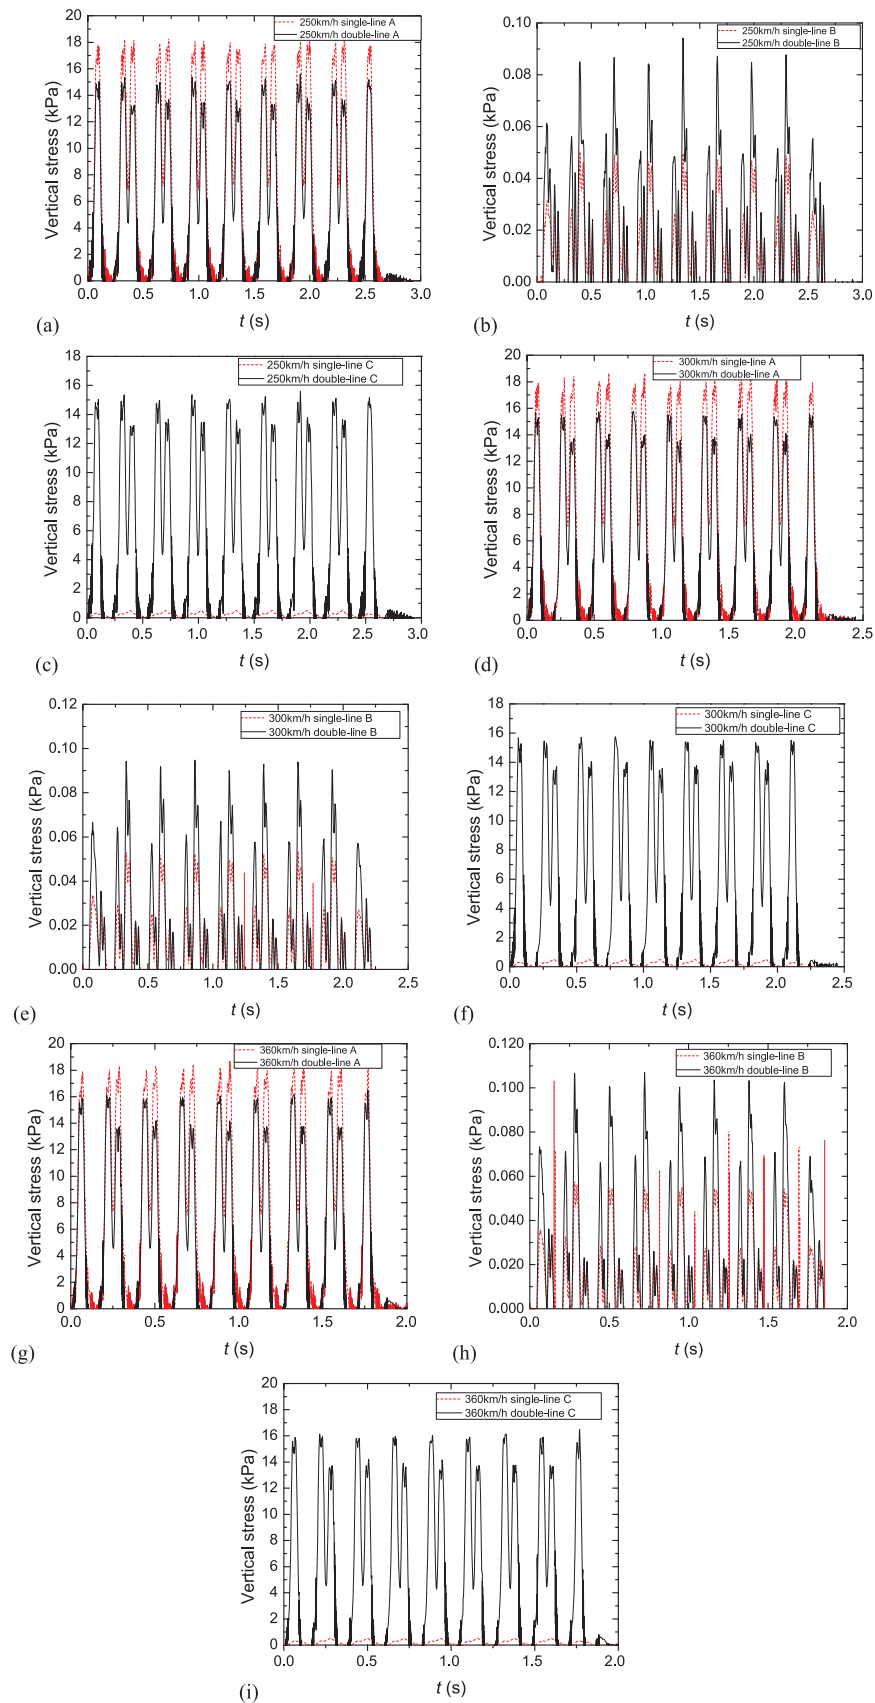 250km/h single-line A
250km/h double-line A
Vertical stress (kPa)
20
18
16
14
12
10
8
6
4
2
0
0.0 0.5 1.0 1.5 2.0 2.5 3.0
t (s)
(a)
250km/h single-line B
250km/h double-line B
Vertical stress (kPa)
0.10
0.08
0.06
0.04
0.02
0.00
0.0 0.5 1.0 1.5 2.0 2.5 3.0
t (s)
(b)
250km/h single-line C
250km/h double-line C
Vertical stress (kPa)
18
16
14
12
10
8
6
4
2
0
0.0 0.5 1.0 1.5 2.0 2.5 3.0
t (s)
(c)
300km/h single-line A
300km/h double-line A
Vertical stress (kPa)
20
18
16
14
12
10
8
6
4
2
0
0.0 0.5 1.0 1.5 2.0 2.5
t (s)
(d)
300km/h single-line B
300km/h double-line B
Vertical stress (kPa)
0.12
0.10
0.08
0.06
0.04
0.02
0.00
0.0 0.5 1.0 1.5 2.0 2.5
t (s)
(e)
300km/h single-line C
300km/h double-line C
Vertical stress (kPa)
18
16
14
12
10
8
6
4
2
0
0.0 0.5 1.0 1.5 2.0 2.5
t (s)
(f)
360km/h single-line A
360km/h double-line A
Vertical stress (kPa)
20
18
16
14
12
10
8
6
4
2
0
0.0 0.5 1.0 1.5 2.0
t (s)
(g)
360km/h single-line B
360km/h double-line B
Vertical stress (kPa)
0.120
0.100
0.080
0.060
0.040
0.020
0.000
0.0 0.5 1.0 1.5 2.0
t (s)
(h)
360km/h single-line C
360km/h double-line C
Vertical stress (kPa)
20
18
16
14
12
10
8
6
4
2
0
0.0 0.5 1.0 1.5 2.0
t (s)
(i)